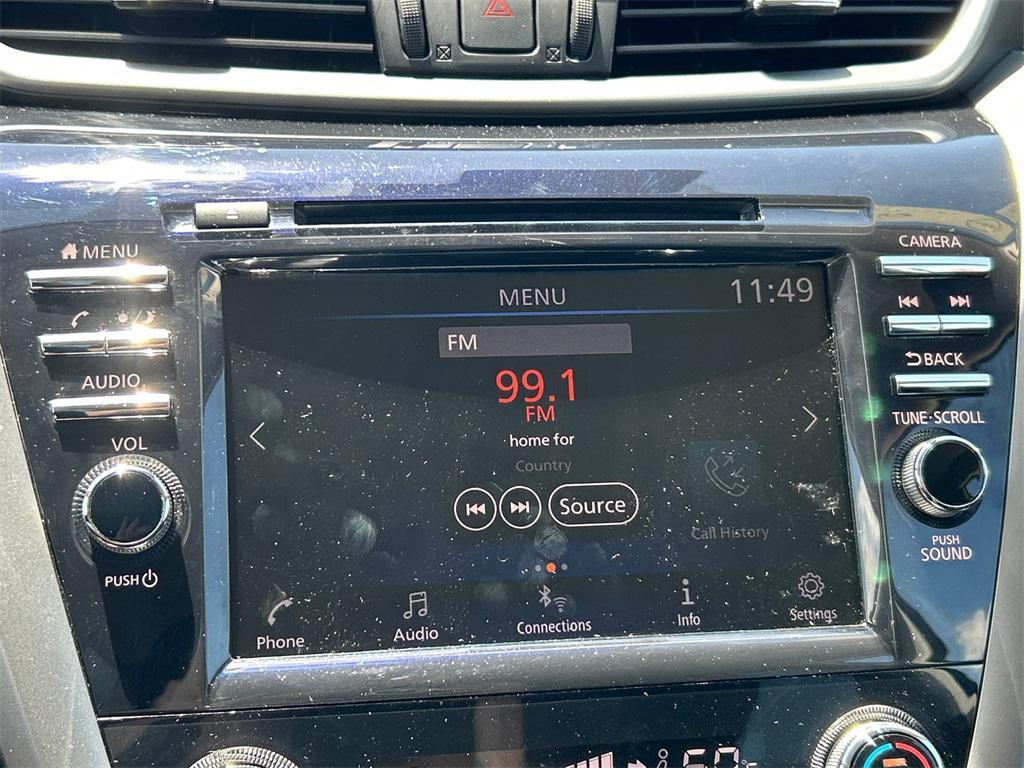 MENU
CAMERA
MENU
11:49
FM
BACK
AUDIO
99.1
FM
TUNE·SCROLL
VOL
home for
Country
Source
Call History
PUSH
SOUND
PUSH
Phone
Audio
Connections
Info
Settings
60°